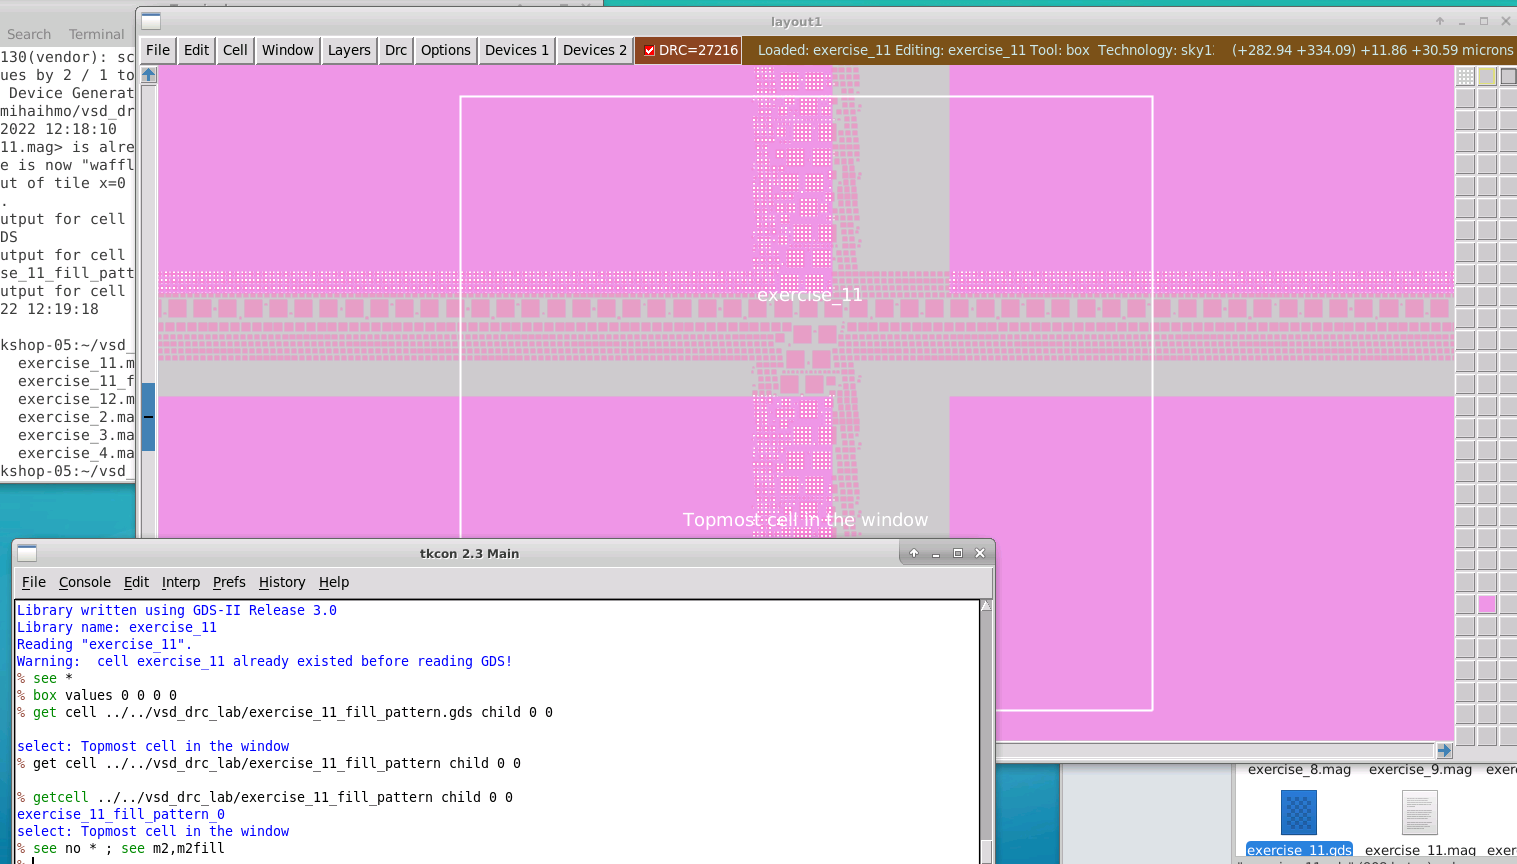 Search Terminal
130(vendor): sc
ues by 2 / 1 to
Device Generat
mihaihmo/vsd_dr
2022 12:18:10
11.mag> is alre
e is now "waffl
ut of tile x=0
.
utput for cell
DS
utput for cell
se_11_fill_patt
utput for cell
22 12:19:18
kshop-05:~/vsd_
exercise_11.m
exercise_11_f
exercise_12.m
exercise_2.ma
exercise_3.ma
exercise_4.ma
kshop-05:~/vsd_
layout1
File Edit Cell Window Layers Drc Options Devices 1 Devices 2 DRC=27216 Loaded: exercise_11 Editing: exercise_11 Tool: box Technology: sky1 (+282.94 +334.09) +11.86 +30.59 microns
exercise_11
Topmost cell in the window
tkcon 2.3 Main
File Console Edit Interp Prefs History Help
Library written using GDS-II Release 3.0
Library name: exercise_11
Reading "exercise_11".
Warning:  cell exercise_11 already existed before reading GDS!
% see *
% box values 0 0 0 0
% get cell ../../vsd_drc_lab/exercise_11_fill_pattern.gds child 0 0
select: Topmost cell in the window
% get cell ../../vsd_drc_lab/exercise_11_fill_pattern child 0 0
% getcell ../../vsd_drc_lab/exercise_11_fill_pattern child 0 0
exercise_11_fill_pattern_0
select: Topmost cell in the window
% see no * ; see m2,m2fill
%
exercise_8.mag exercise_9.mag exer
exercise_11.gds exercise_11.mag exer